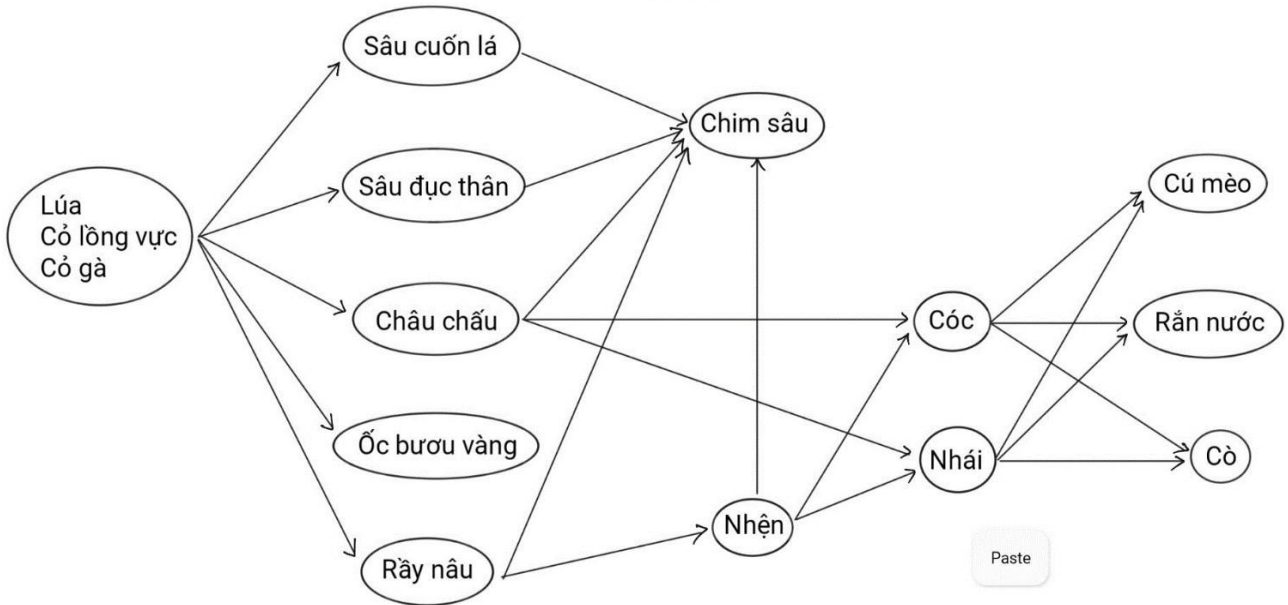 Sâu cuốn lá
Chim sâu
Sâu đục thân
Cú mèo
Lúa
Cỏ lồng vực
Cỏ gà
Châu chấu
Cóc
Rắn nước
Ốc bươu vàng
Nhái
Cò
Nhện
Rầy nâu
Paste